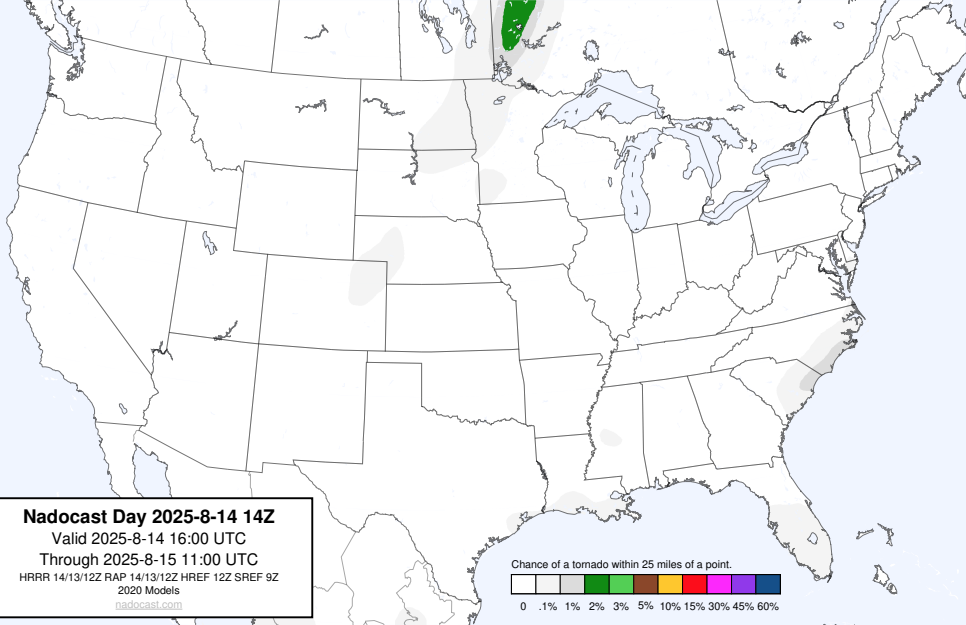 Nadocast Day 2025-8-14 14Z
Valid 2025-8-14 16:00 UTC
Through 2025-8-15 11:00 UTC
HRRR 14/13/12Z RAP 14/13/12Z HREF 12Z SREF 9Z
2020 Models
nadocast.com
Chance of a tornado within 25 miles of a point.
0 .1% 1% 2% 3% 5% 10% 15% 30% 45% 60%